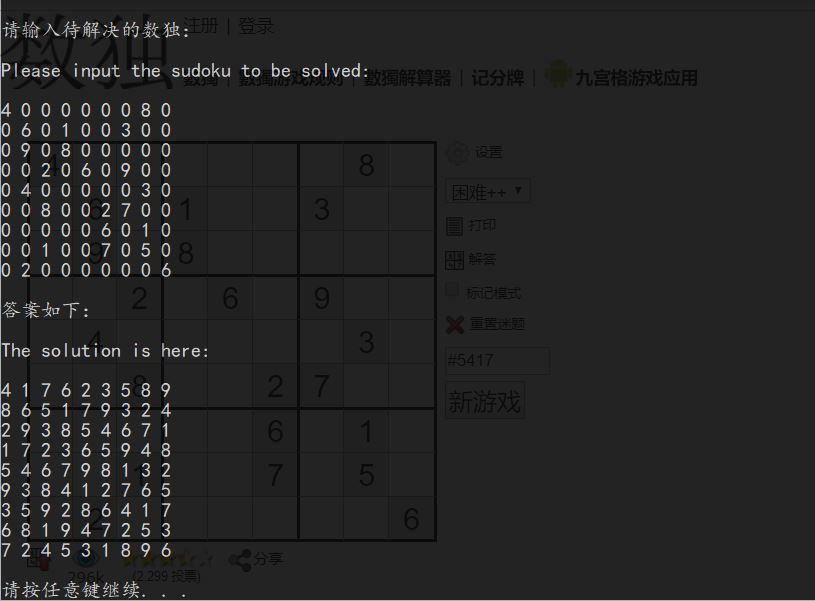 请输入待解决的数独:
Please input the sudoku to be solved:
4 0 0 0 0 0 0 8 0
0 6 0 1 0 0 3 0 0
0 9 0 8 0 0 0 0 0
0 0 2 0 6 0 9 0 0
0 4 0 0 0 0 0 3 0
0 0 8 0 0 2 7 0 0
0 0 0 0 0 6 0 1 0
0 0 1 0 0 7 0 5 0
0 2 0 0 0 0 0 0 6
答案如下:
The solution is here:
4 1 7 6 2 3 5 8 9
8 6 5 1 7 9 3 2 4
2 9 3 8 5 4 6 7 1
1 7 2 3 6 5 9 4 8
5 4 6 7 9 8 1 3 2
9 3 8 4 1 2 7 6 5
3 5 9 2 8 6 4 1 7
6 8 1 9 4 7 2 5 3
7 2 4 5 3 1 8 9 6
请按任意键继续. . .
数独
注册 | 登录
数獨 | 数獨游戏规则 | 数獨解算器 | 记分牌 | 九宫格游戏应用
4 8
6 1 3
9 8
2 6 9
4 3
8 2 7
6 1
1 7 5
2 6
设置
困难++
打印
解答
标记模式
重置迷题
#5417
新游戏
296k
(2.299 投票)
分享